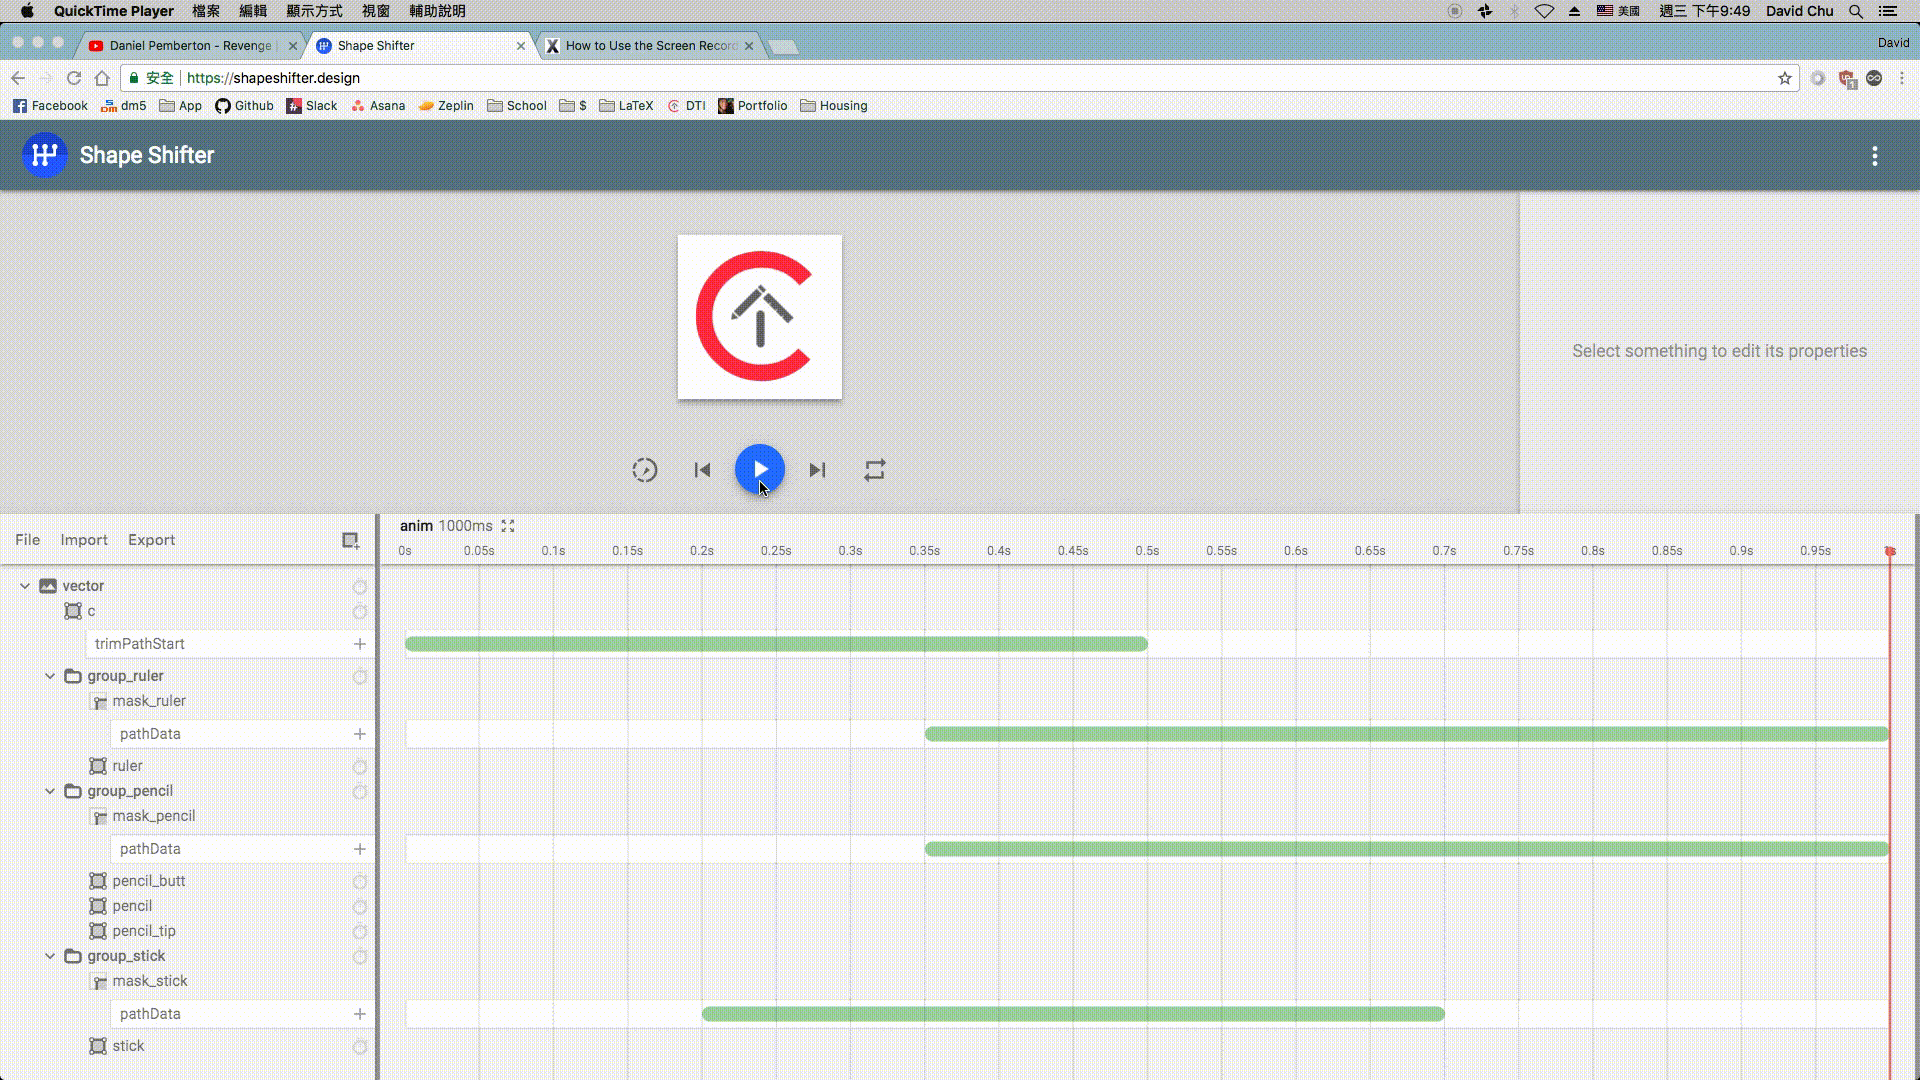 QuickTime Player 檔案 編輯 顯示方式 視窗 輔助說明 美國 週三 下午9:49 David Chu
Daniel Pemberton - Revenge Shape Shifter How to Use the Screen Record David
安全 https://shapeshifter.design
Facebook dm5 App Github Slack Asana Zeplin School $ LaTeX DTI Portfolio Housing
Shape Shifter
Select something to edit its properties
anim 1000ms
File Import Export
0s 0.05s 0.1s 0.15s 0.2s 0.25s 0.3s 0.35s 0.4s 0.45s 0.5s 0.55s 0.6s 0.65s 0.7s 0.75s 0.8s 0.85s 0.9s 0.95s 1s
vector
c
trimPathStart
group_ruler
mask_ruler
pathData
ruler
group_pencil
mask_pencil
pathData
pencil_butt
pencil
pencil_tip
group_stick
mask_stick
pathData
stick